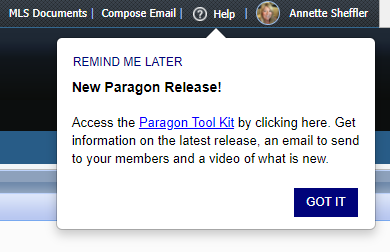 MLS Documents | Compose Email | Help | Annette Sheffler
REMIND ME LATER
New Paragon Release!
Access the Paragon Tool Kit by clicking here. Get
information on the latest release, an email to send
to your members and a video of what is new.
GOT IT